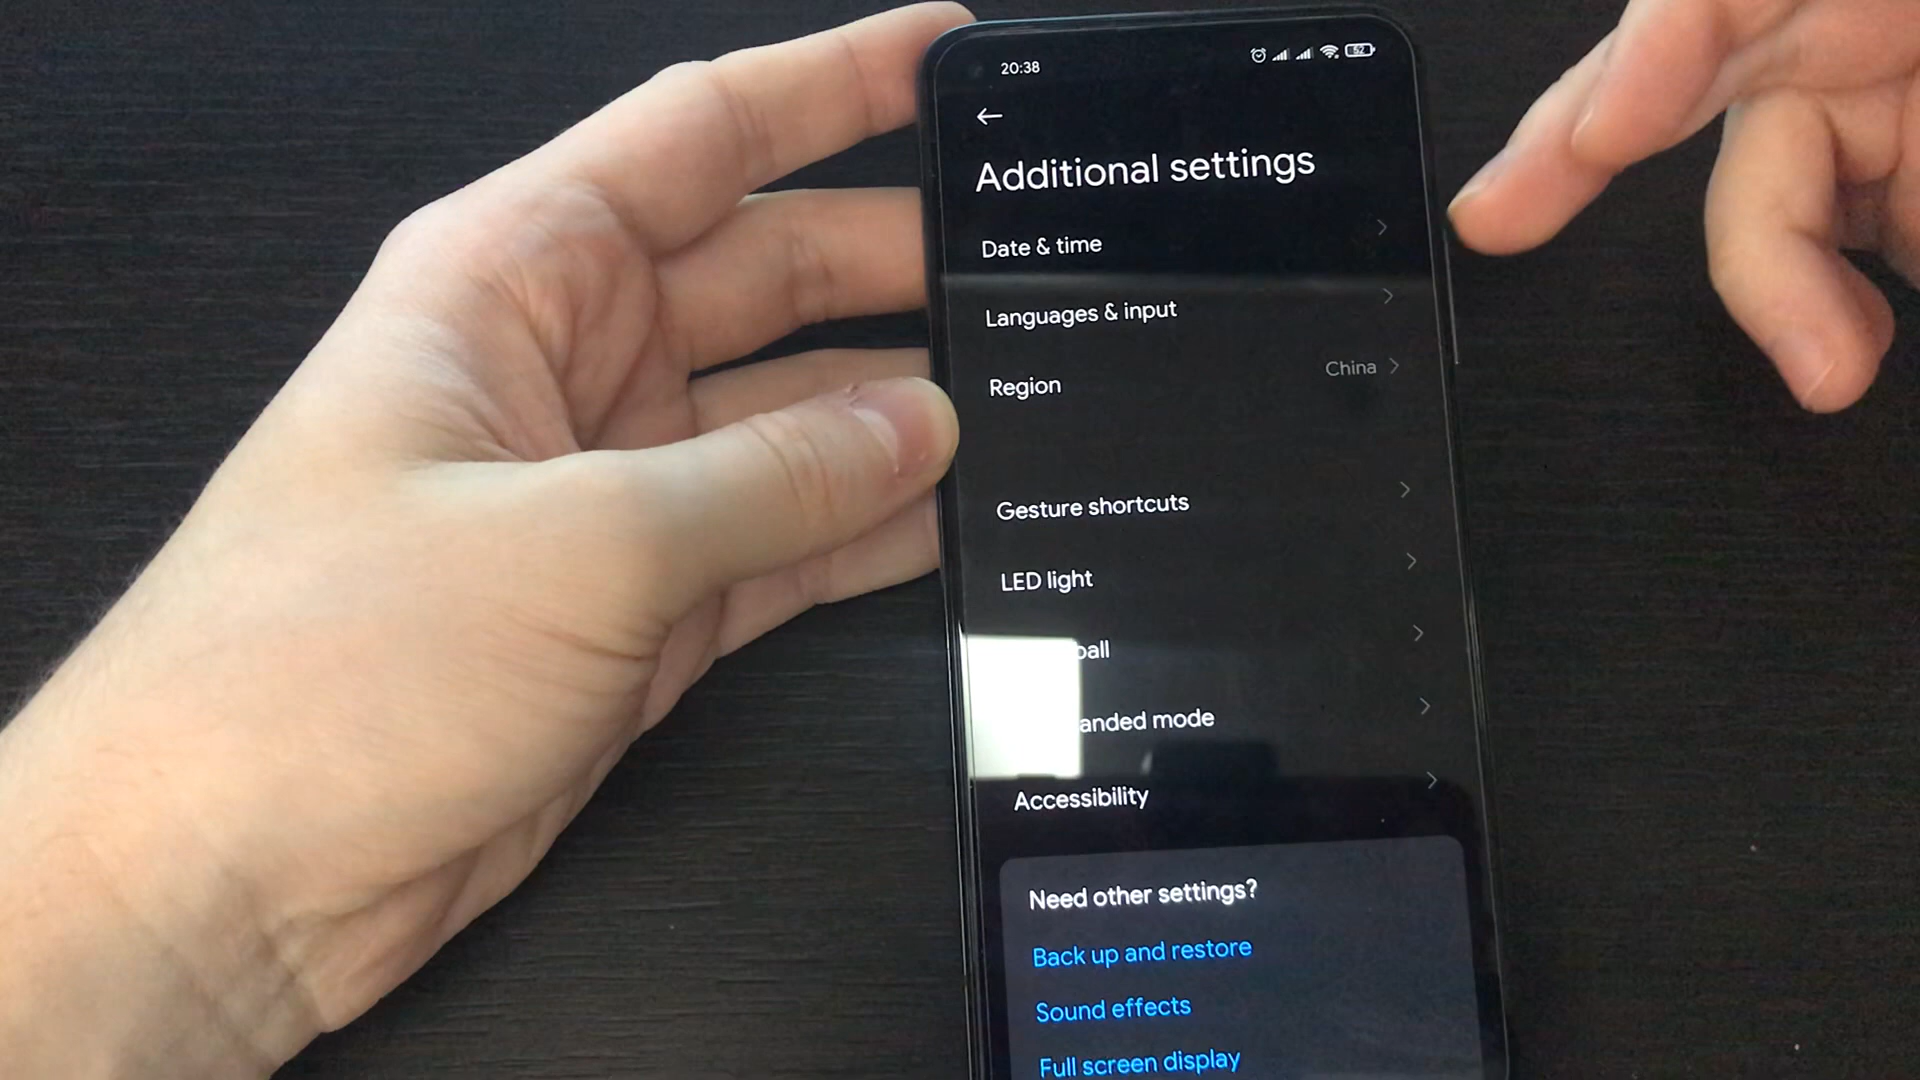 20:38
52
Additional settings
Date & time
Languages & input
Region
China
Gesture shortcuts
LED light
ball
anded mode
Accessibility
Need other settings?
Back up and restore
Sound effects
Full screen display